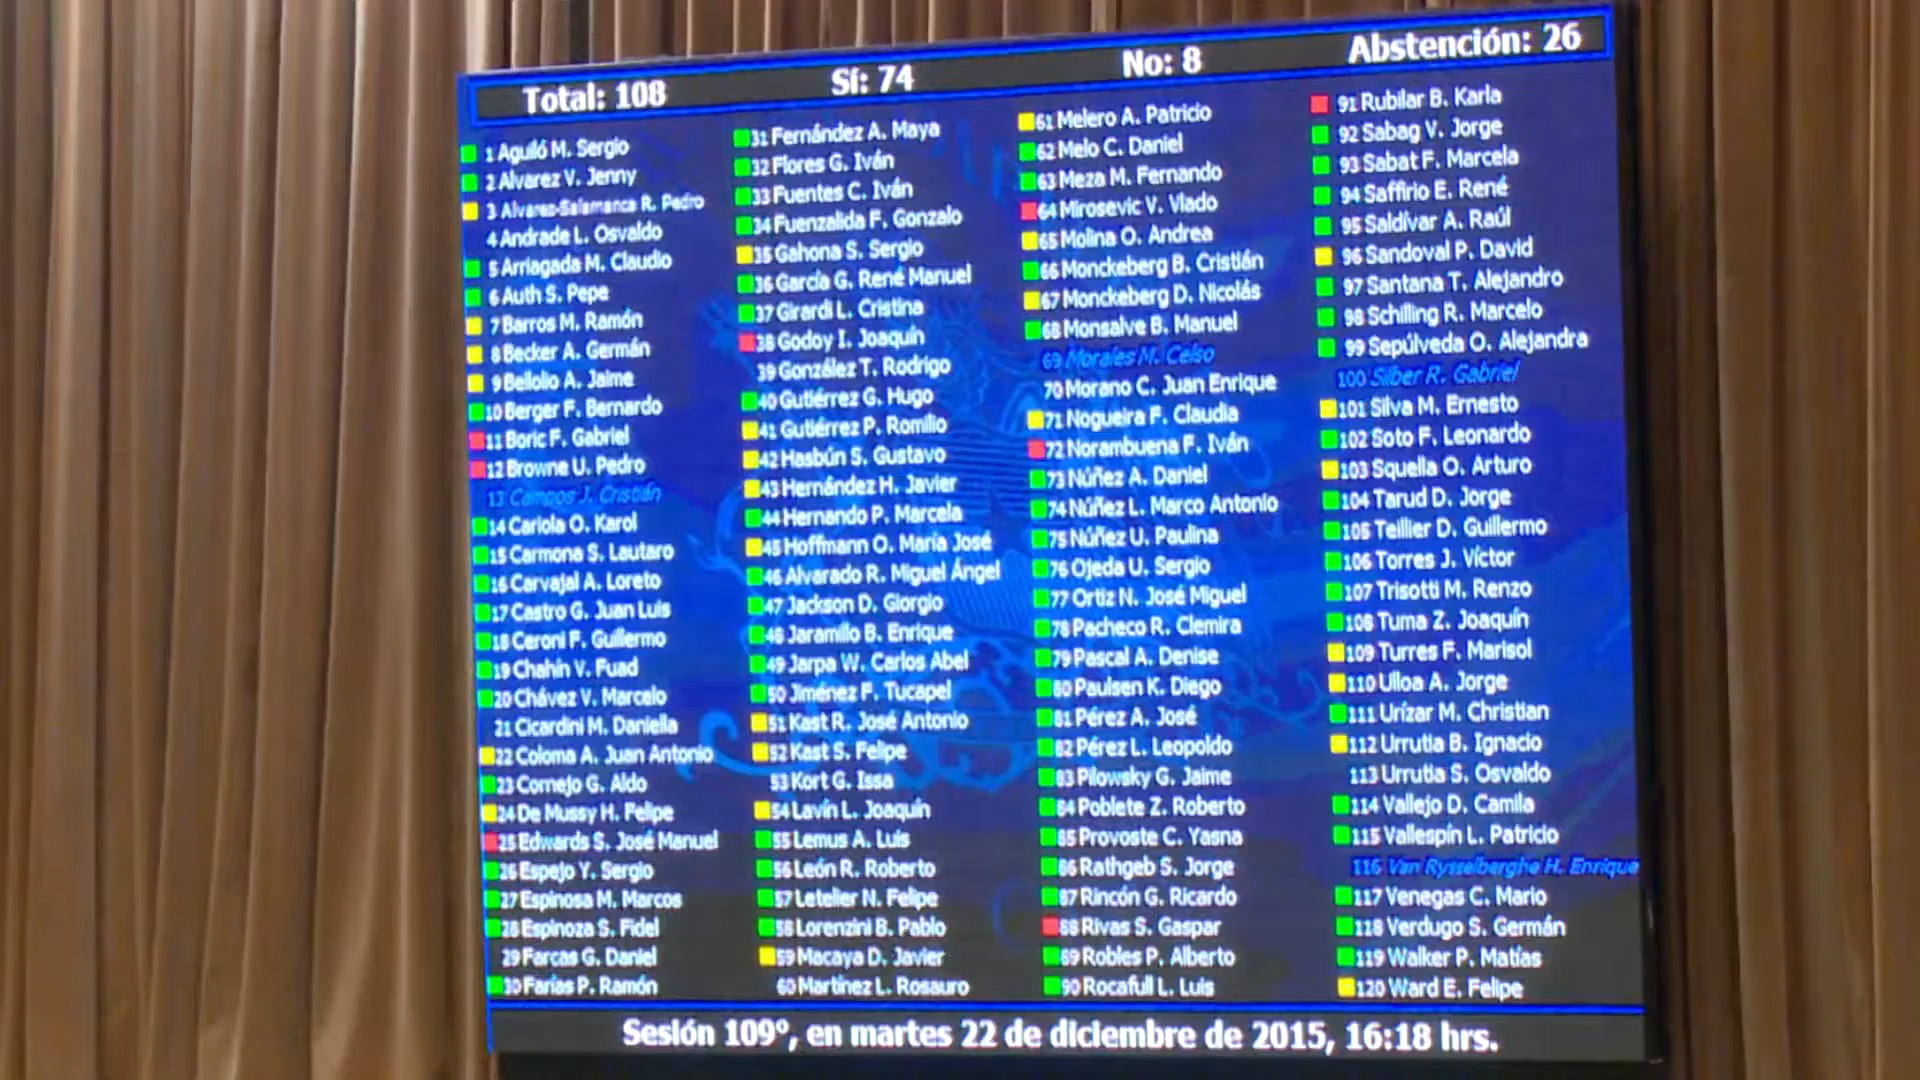 Total: 108 Sí: 74 No: 8 Abstención: 26
1 Aguiló M. Sergio
2 Alvarez V. Jenny
3 Alvarez-Salamanca R. Pedro
4 Andrade L. Osvaldo
5 Arriagada M. Claudio
6 Auth S. Pepe
7 Barros M. Ramón
8 Becker A. Germán
9 Bellolio A. Jaime
10 Berger F. Bernardo
11 Boric F. Gabriel
12 Browne U. Pedro
13 Campos J. Cristián
14 Cariola O. Karol
15 Carmona S. Lautaro
16 Carvajal A. Loreto
17 Castro G. Juan Luis
18 Ceroni F. Guillermo
19 Chahín V. Fuad
20 Chávez V. Marcelo
21 Cicardini M. Daniella
22 Coloma A. Juan Antonio
23 Cornejo G. Aldo
24 De Mussy H. Felipe
25 Edwards S. José Manuel
26 Espejo Y. Sergio
27 Espinosa M. Marcos
28 Espinoza S. Fidel
29 Farcas G. Daniel
30 Farías P. Ramón
31 Fernández A. Maya
32 Flores G. Iván
33 Fuentes C. Iván
34 Fuenzalida F. Gonzalo
35 Gahona S. Sergio
36 García G. René Manuel
37 Girardi L. Cristina
38 Godoy I. Joaquín
39 González T. Rodrigo
40 Gutiérrez G. Hugo
41 Gutiérrez P. Romilio
42 Hasbún S. Gustavo
43 Hernández H. Javier
44 Hernando P. Marcela
45 Hoffmann O. María José
46 Alvarado R. Miguel Ángel
47 Jackson D. Giorgio
48 Jaramillo B. Enrique
49 Jarpa W. Carlos Abel
50 Jiménez F. Tucapel
51 Kast R. José Antonio
52 Kast S. Felipe
53 Kort G. Issa
54 Lavín L. Joaquín
55 Lemus A. Luis
56 León R. Roberto
57 Letelier N. Felipe
58 Lorenzini B. Pablo
59 Macaya D. Javier
60 Martínez L. Rosauro
61 Melero A. Patricio
62 Melo C. Daniel
63 Meza M. Fernando
64 Mirosevic V. Vlado
65 Molina O. Andrea
66 Monckeberg B. Cristián
67 Monckeberg D. Nicolás
68 Monsalve B. Manuel
69 Morales M. Celso
70 Morano C. Juan Enrique
71 Nogueira F. Claudia
72 Norambuena F. Iván
73 Núñez A. Daniel
74 Núñez L. Marco Antonio
75 Núñez U. Paulina
76 Ojeda U. Sergio
77 Ortiz N. José Miguel
78 Pacheco R. Clemira
79 Pascal A. Denise
80 Paulsen K. Diego
81 Pérez A. José
82 Pérez L. Leopoldo
83 Pilowsky G. Jaime
84 Poblete Z. Roberto
85 Provoste C. Yasna
86 Rathgeb S. Jorge
87 Rincón G. Ricardo
88 Rivas S. Gaspar
89 Robles P. Alberto
90 Rocafull L. Luis
91 Rubilar B. Karla
92 Sabag V. Jorge
93 Sabat F. Marcela
94 Saffirio E. René
95 Saldívar A. Raúl
96 Sandoval P. David
97 Santana T. Alejandro
98 Schilling R. Marcelo
99 Sepúlveda O. Alejandra
100 Silber R. Gabriel
101 Silva M. Ernesto
102 Soto F. Leonardo
103 Squella O. Arturo
104 Tarud D. Jorge
105 Teillier D. Guillermo
106 Torres J. Víctor
107 Trisotti M. Renzo
108 Tuma Z. Joaquín
109 Turres F. Marisol
110 Ulloa A. Jorge
111 Urízar M. Christian
112 Urrutia B. Ignacio
113 Urrutia S. Osvaldo
114 Vallejo D. Camila
115 Vallespín L. Patricio
116 Van Rysselberghe H. Enrique
117 Venegas C. Mario
118 Verdugo S. Germán
119 Walker P. Matías
120 Ward E. Felipe
Sesión 109º, en martes 22 de diciembre de 2015, 16:18 hrs.